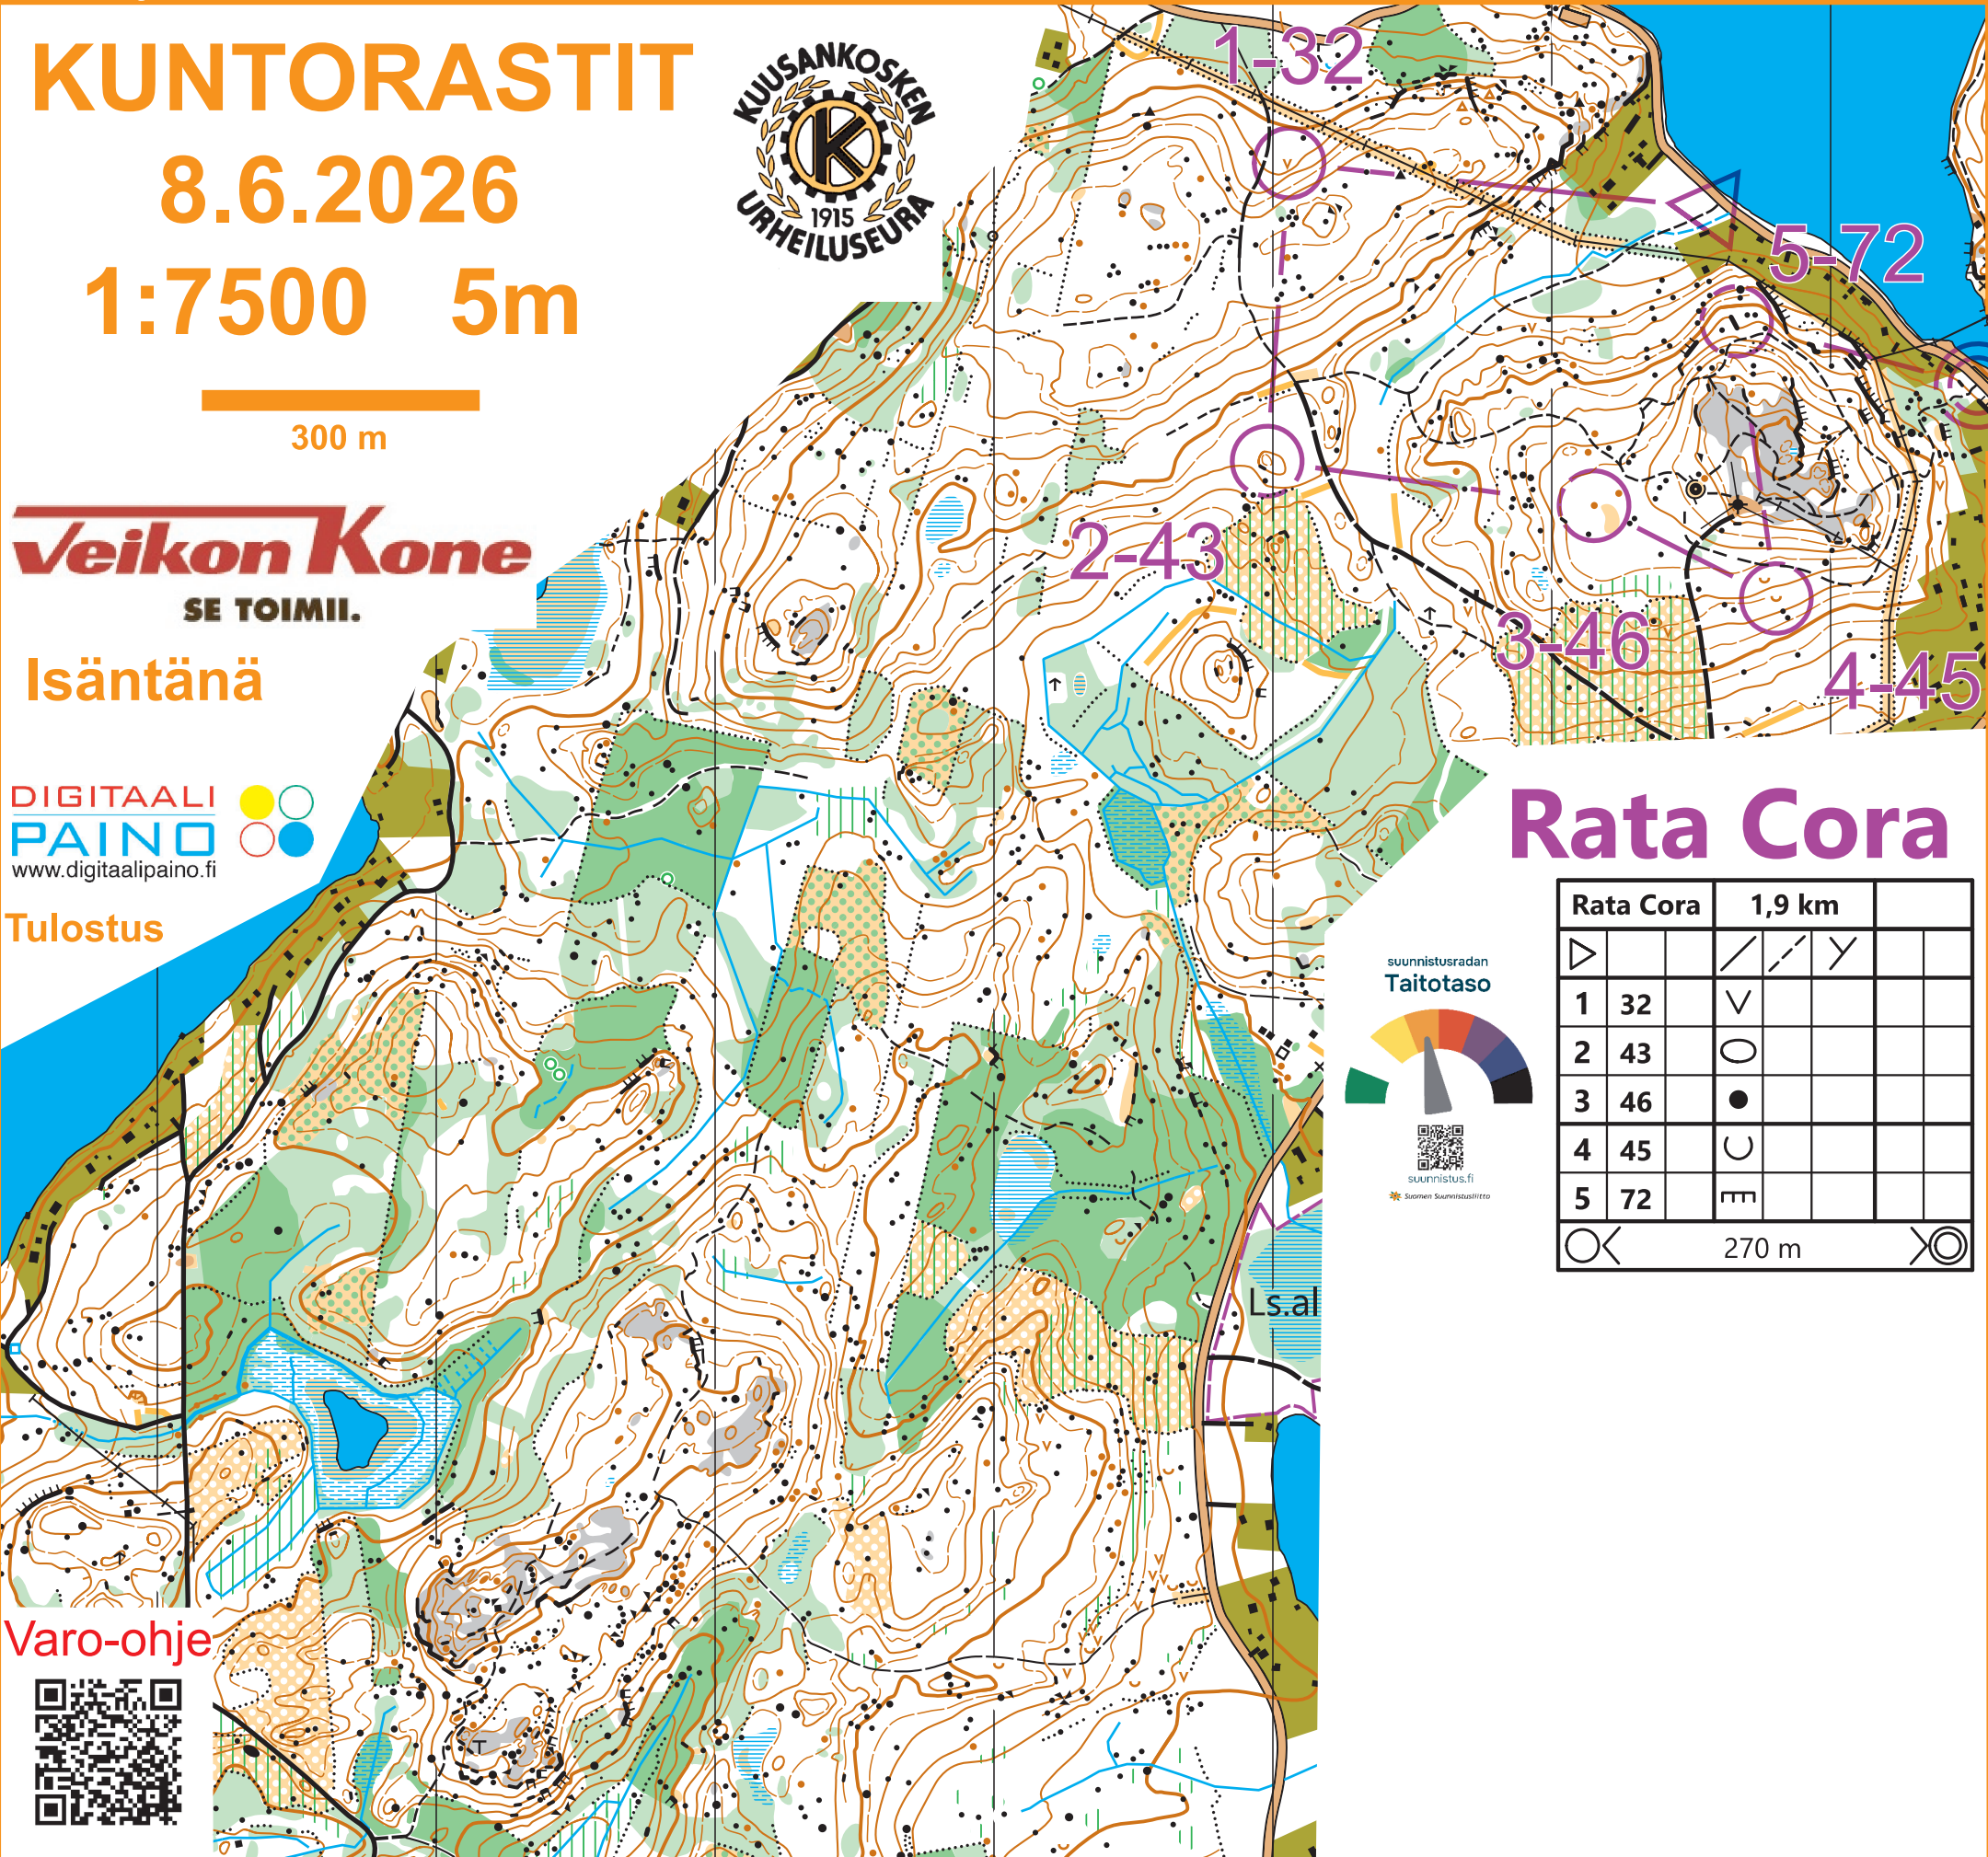 KUNTORASTIT
8.6.2026
1:7500 5m
300 m
KUUSANKOSKEN
K
1915
URHEILUSEURA
Veikon Kone
SE TOIMII.
Isäntänä
DIGITAALI
PAINO
www.digitaalipaino.fi
Tulostus
1-32
5-72
2-43
3-46
4-45
Rata Cora
Rata Cora 1,9 km
1 32
2 43
3 46
4 45
5 72
270 m
suunnistusradan
Taitotaso
suunnistus.fi
Suomen Suunnistusliitto
Ls.al
T
Varo-ohje